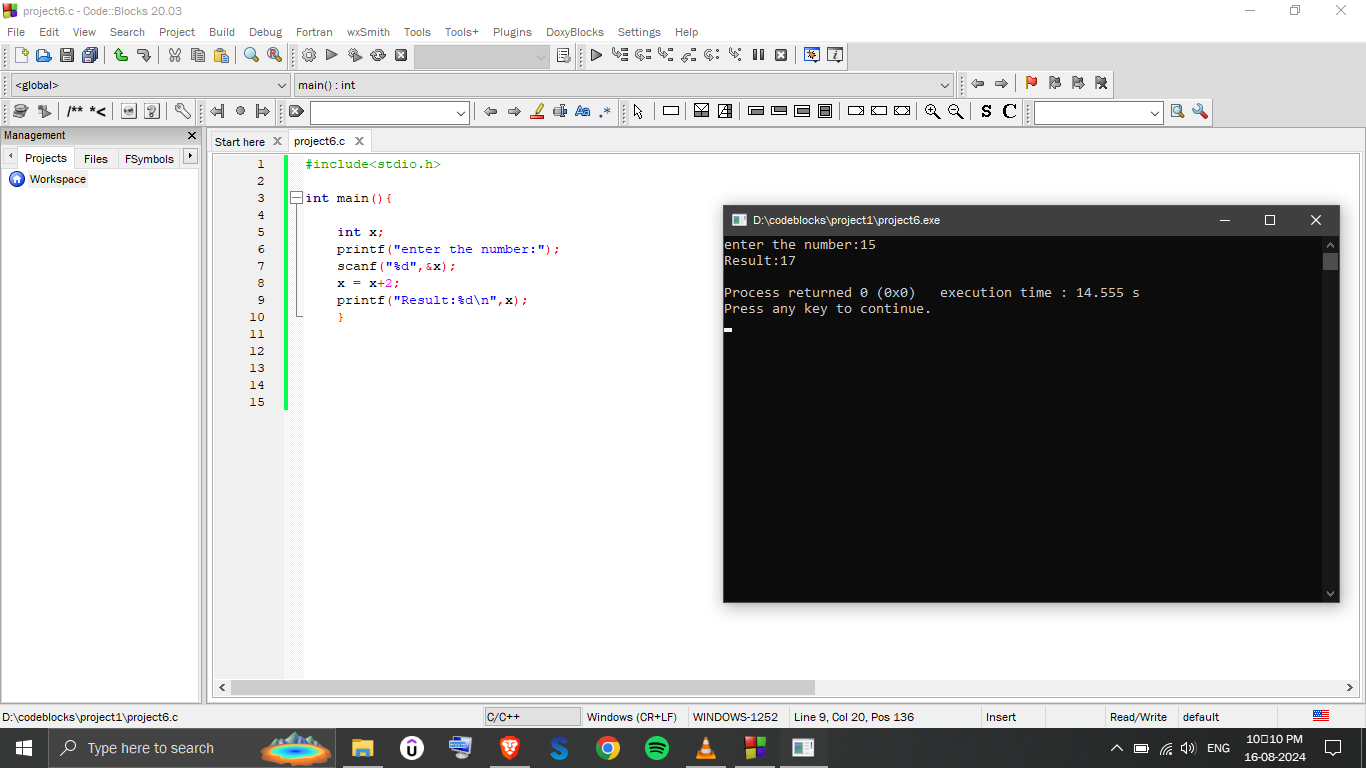 project6.c - Code::Blocks 20.03
File Edit View Search Project Build Debug Fortran wxSmith Tools Tools+ Plugins DoxyBlocks Settings Help
<global> main() : int
/** *< Aa .* S C
Management
Projects Files FSymbols
Workspace
Start here project6.c
1 #include<stdio.h>
2
3 int main(){
4
5 int x;
6 printf("enter the number:");
7 scanf("%d",&x);
8 x = x+2;
9 printf("Result:%d\n",x);
10 }
11
12
13
14
15
D:\codeblocks\project1\project6.exe
enter the number:15
Result:17
Process returned 0 (0x0)   execution time : 14.555 s
Press any key to continue.
D:\codeblocks\project1\project6.c C/C++ Windows (CR+LF) WINDOWS-1252 Line 9, Col 20, Pos 136 Insert Read/Write default
Type here to search
ENG
10▯10 PM
16-08-2024